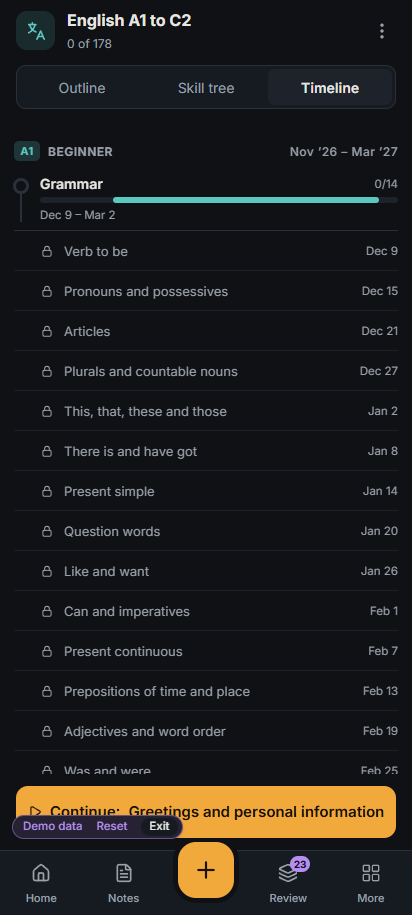 English A1 to C2
0 of 178
Outline Skill tree Timeline
A1 BEGINNER Nov ’26 – Mar ’27
Grammar 0/14
Dec 9 – Mar 2
Verb to be Dec 9
Pronouns and possessives Dec 15
Articles Dec 21
Plurals and countable nouns Dec 27
This, that, these and those Jan 2
There is and have got Jan 8
Present simple Jan 14
Question words Jan 20
Like and want Jan 26
Can and imperatives Feb 1
Present continuous Feb 7
Prepositions of time and place Feb 13
Adjectives and word order Feb 19
Was and were Feb 25
Continue: Greetings and personal information
Demo data Reset Exit
23
Home Notes Review More